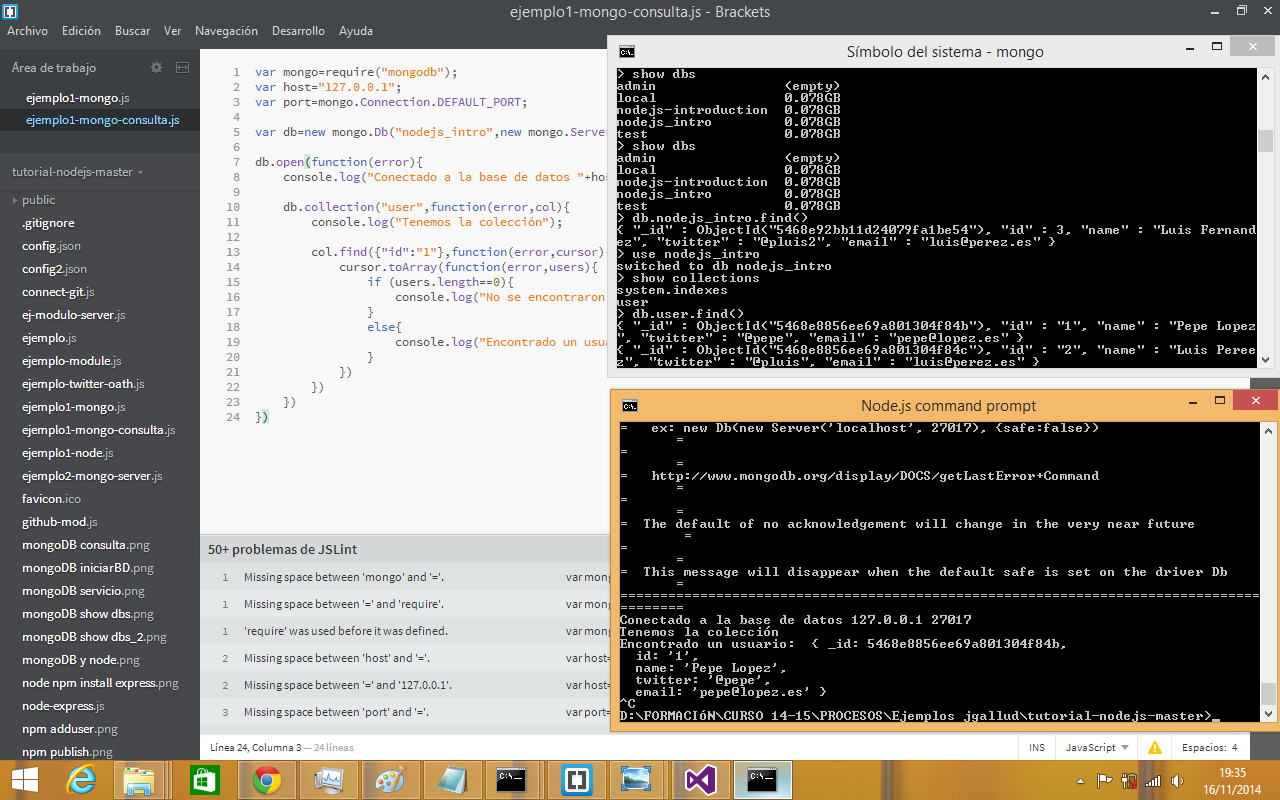 ejemplo1-mongo-consulta.js - Brackets
Archivo Edición Buscar Ver Navegación Desarrollo Ayuda
Área de trabajo
ejemplo1-mongo.js
ejemplo1-mongo-consulta.js
tutorial-nodejs-master
public
.gitignore
config.json
config2.json
connect-git.js
ej-modulo-server.js
ejemplo.js
ejemplo-module.js
ejemplo-twitter-oath.js
ejemplo1-mongo.js
ejemplo1-mongo-consulta.js
ejemplo1-node.js
ejemplo2-mongo-server.js
favicon.ico
github-mod.js
mongoDB consulta.png
mongoDB iniciarBD.png
mongoDB servicio.png
mongoDB show dbs.png
mongoDB show dbs_2.png
mongoDB y node.png
node npm install express.png
node-express.js
npm adduser.png
npm publish.png
1 var mongo=require("mongodb");
2 var host="127.0.0.1";
3 var port=mongo.Connection.DEFAULT_PORT;
4
5 var db=new mongo.Db("nodejs_intro",new mongo.Server
6
7 db.open(function(error){
8 console.log("Conectado a la base de datos "+hos
9
10 db.collection("user",function(error,col){
11 console.log("Tenemos la colección");
12
13 col.find({"id":"1"},function(error,cursor)
14 cursor.toArray(function(error,users){
15 if (users.length==0){
16 console.log("No se encontraron
17 }
18 else{
19 console.log("Encontrado un usua
20 }
21 })
22 })
23 })
24 })
50+ problemas de JSLint
1 Missing space between 'mongo' and '='. var mong
1 Missing space between '=' and 'require'. var mong
1 'require' was used before it was defined. var mong
2 Missing space between 'host' and '='. var host=
2 Missing space between '=' and '127.0.0.1'. var host=
3 Missing space between 'port' and '='. var port=
Línea 24, Columna 3 — 24 líneas
INS JavaScript Espacios: 4
Símbolo del sistema - mongo
> show dbs
admin (empty)
local 0.078GB
nodejs-introduction 0.078GB
nodejs_intro 0.078GB
test 0.078GB
> show dbs
admin (empty)
local 0.078GB
nodejs-introduction 0.078GB
nodejs_intro 0.078GB
test 0.078GB
> db.nodejs_intro.find()
{ "_id" : ObjectId("5468e92bb11d24079fa1be54"), "id" : 3, "name" : "Luis Fernand
ez", "twitter" : "@pluis2", "email" : "luis@perez.es" }
> use nodejs_intro
switched to db nodejs_intro
> show collections
system.indexes
user
> db.user.find()
{ "_id" : ObjectId("5468e8856ee69a801304f84b"), "id" : "1", "name" : "Pepe Lopez
", "twitter" : "@pepe", "email" : "pepe@lopez.es" }
{ "_id" : ObjectId("5468e8856ee69a801304f84c"), "id" : "2", "name" : "Luis Peree
z", "twitter" : "@pluis", "email" : "luis@perez.es" }
Node.js command prompt
= ex: new Db(new Server('localhost', 27017), {safe:false})
=
=
=
= http://www.mongodb.org/display/DOCS/getLastError+Command
=
=
=
= The default of no acknowledgement will change in the very near future
=
=
=
= This message will disappear when the default safe is set on the driver Db
=
================================================================================
========
Conectado a la base de datos 127.0.0.1 27017
Tenemos la colección
Encontrado un usuario: { _id: 5468e8856ee69a801304f84b,
id: '1',
name: 'Pepe Lopez',
twitter: '@pepe',
email: 'pepe@lopez.es' }
^C
D:\FORMACIÓN\CURSO 14-15\PROCESOS\Ejemplos jgallud\tutorial-nodejs-master>_
19:35
16/11/2014